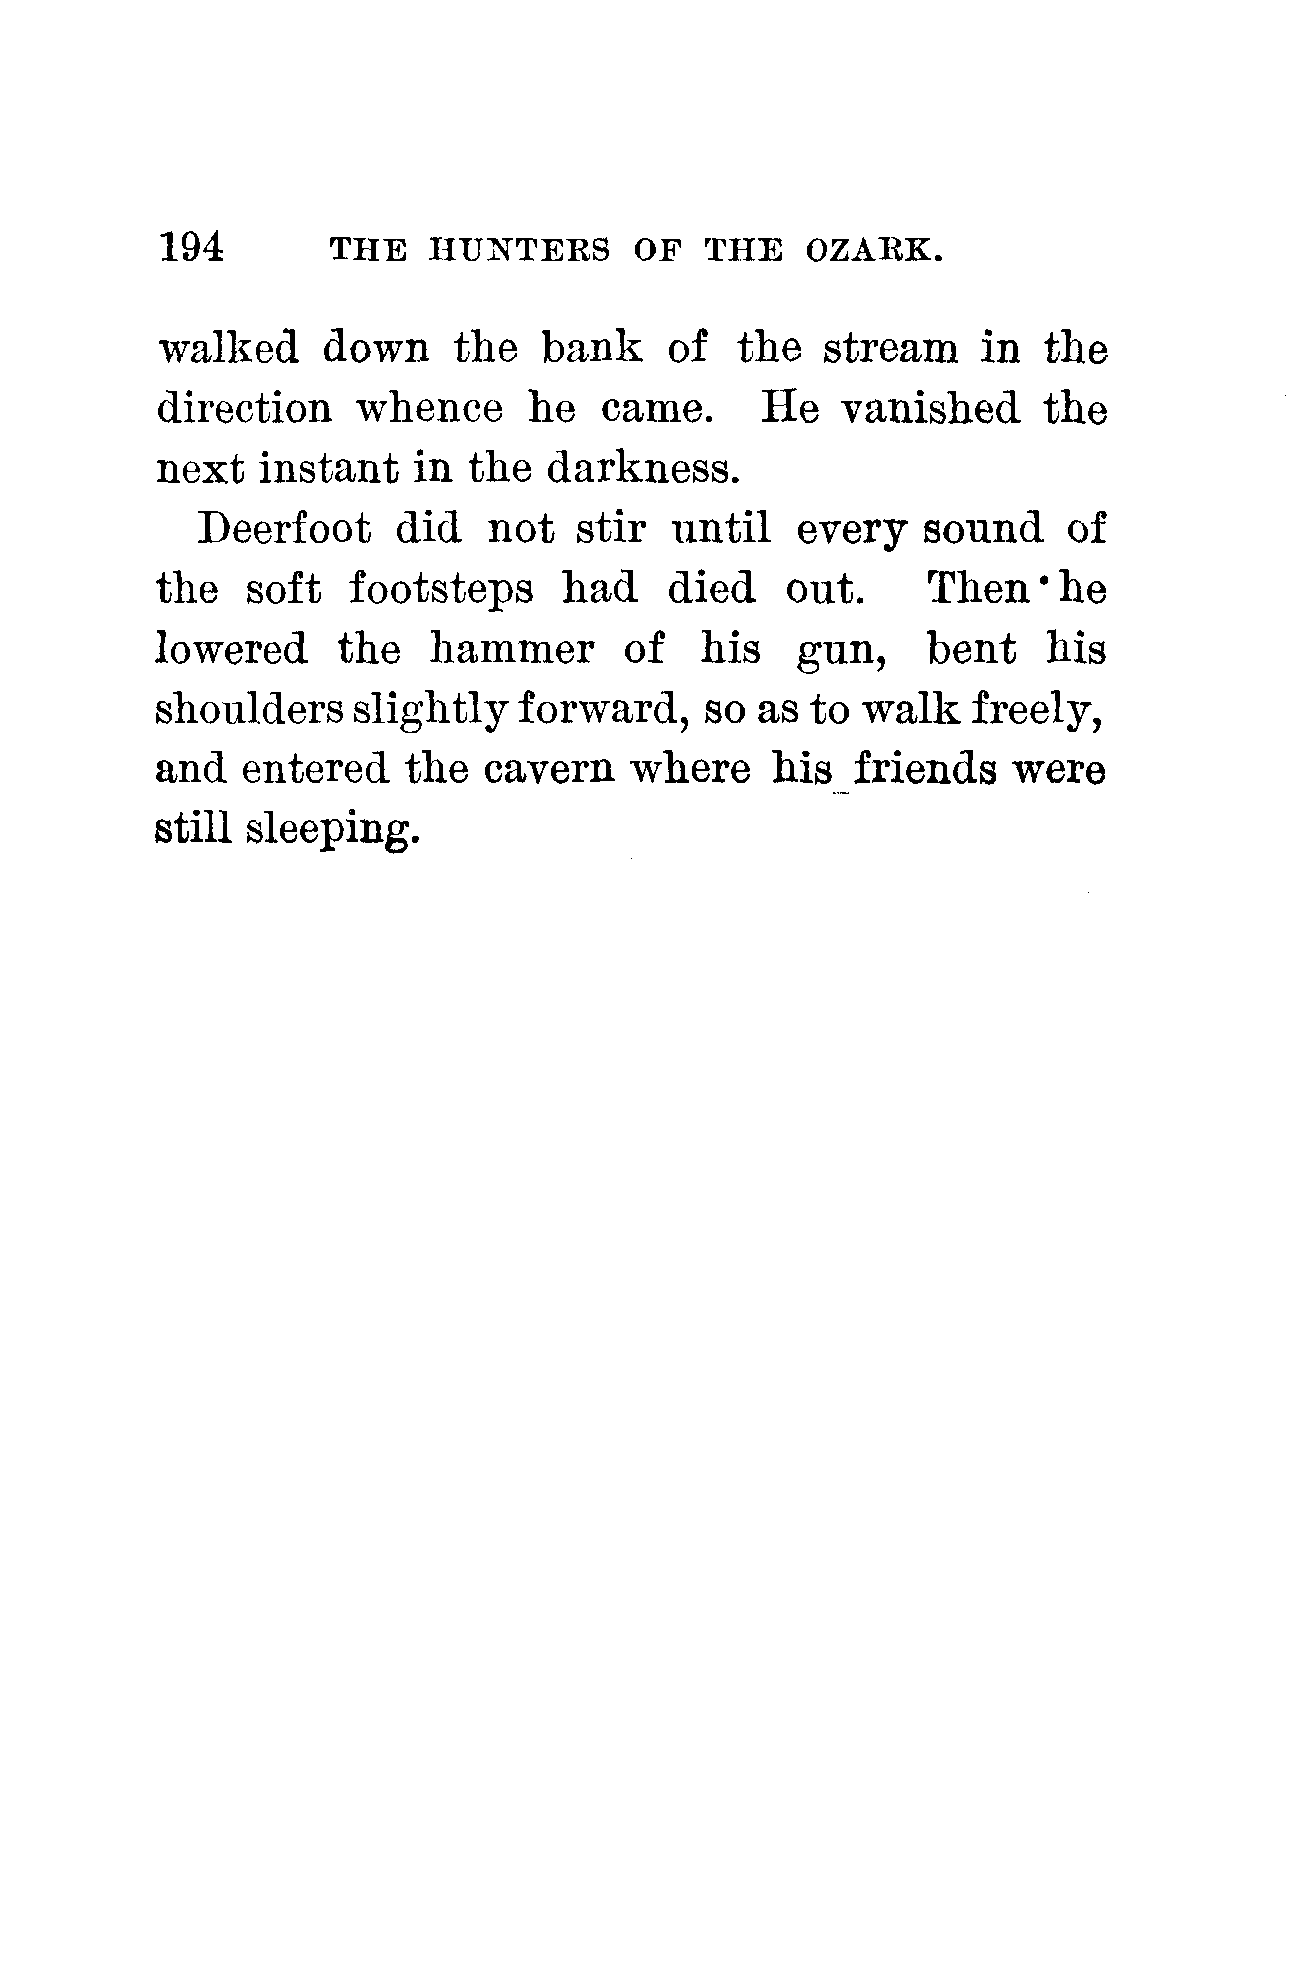 194 THE HUNTERS OF THE OZARK.
walked down the bank of the stream in the
direction whence he came. He vanished the
next instant in the darkness.
Deerfoot did not stir until every sound of
the soft footsteps had died out. Then he
lowered the hammer of his gun, bent his
shoulders slightly forward, so as to walk freely,
and entered the cavern where his friends were
still sleeping.